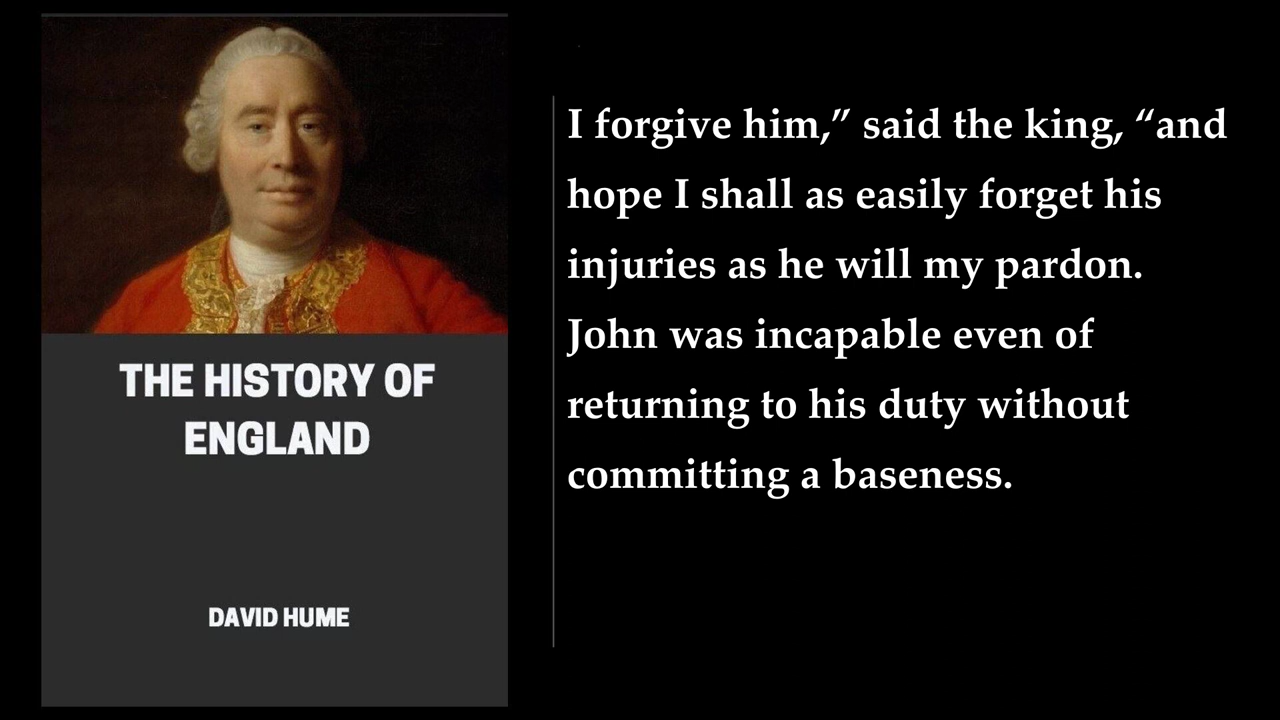 THE HISTORY OF
ENGLAND
DAVID HUME
I forgive him,” said the king, “and
hope I shall as easily forget his
injuries as he will my pardon.
John was incapable even of
returning to his duty without
committing a baseness.